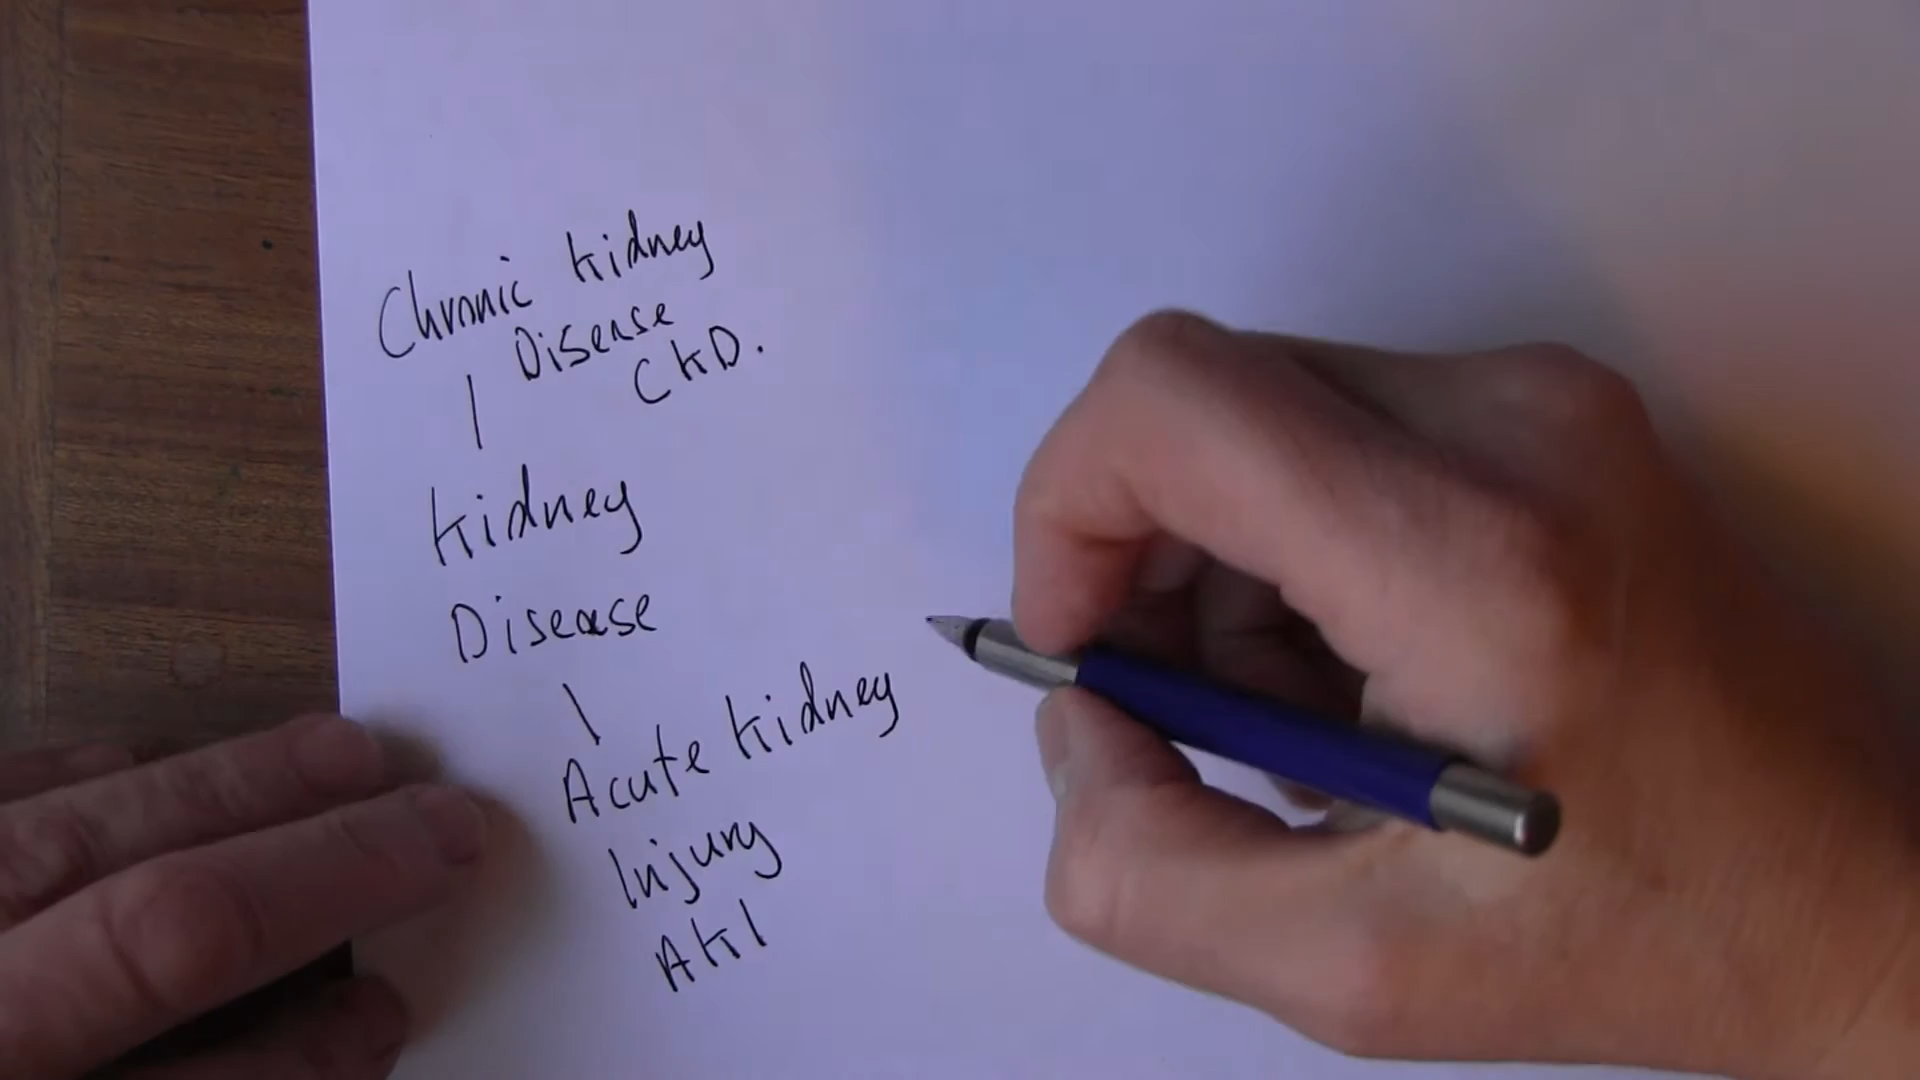 Chronic Kidney
Disease
CKD.
Kidney
Disease
Acute Kidney
Injury
AKI